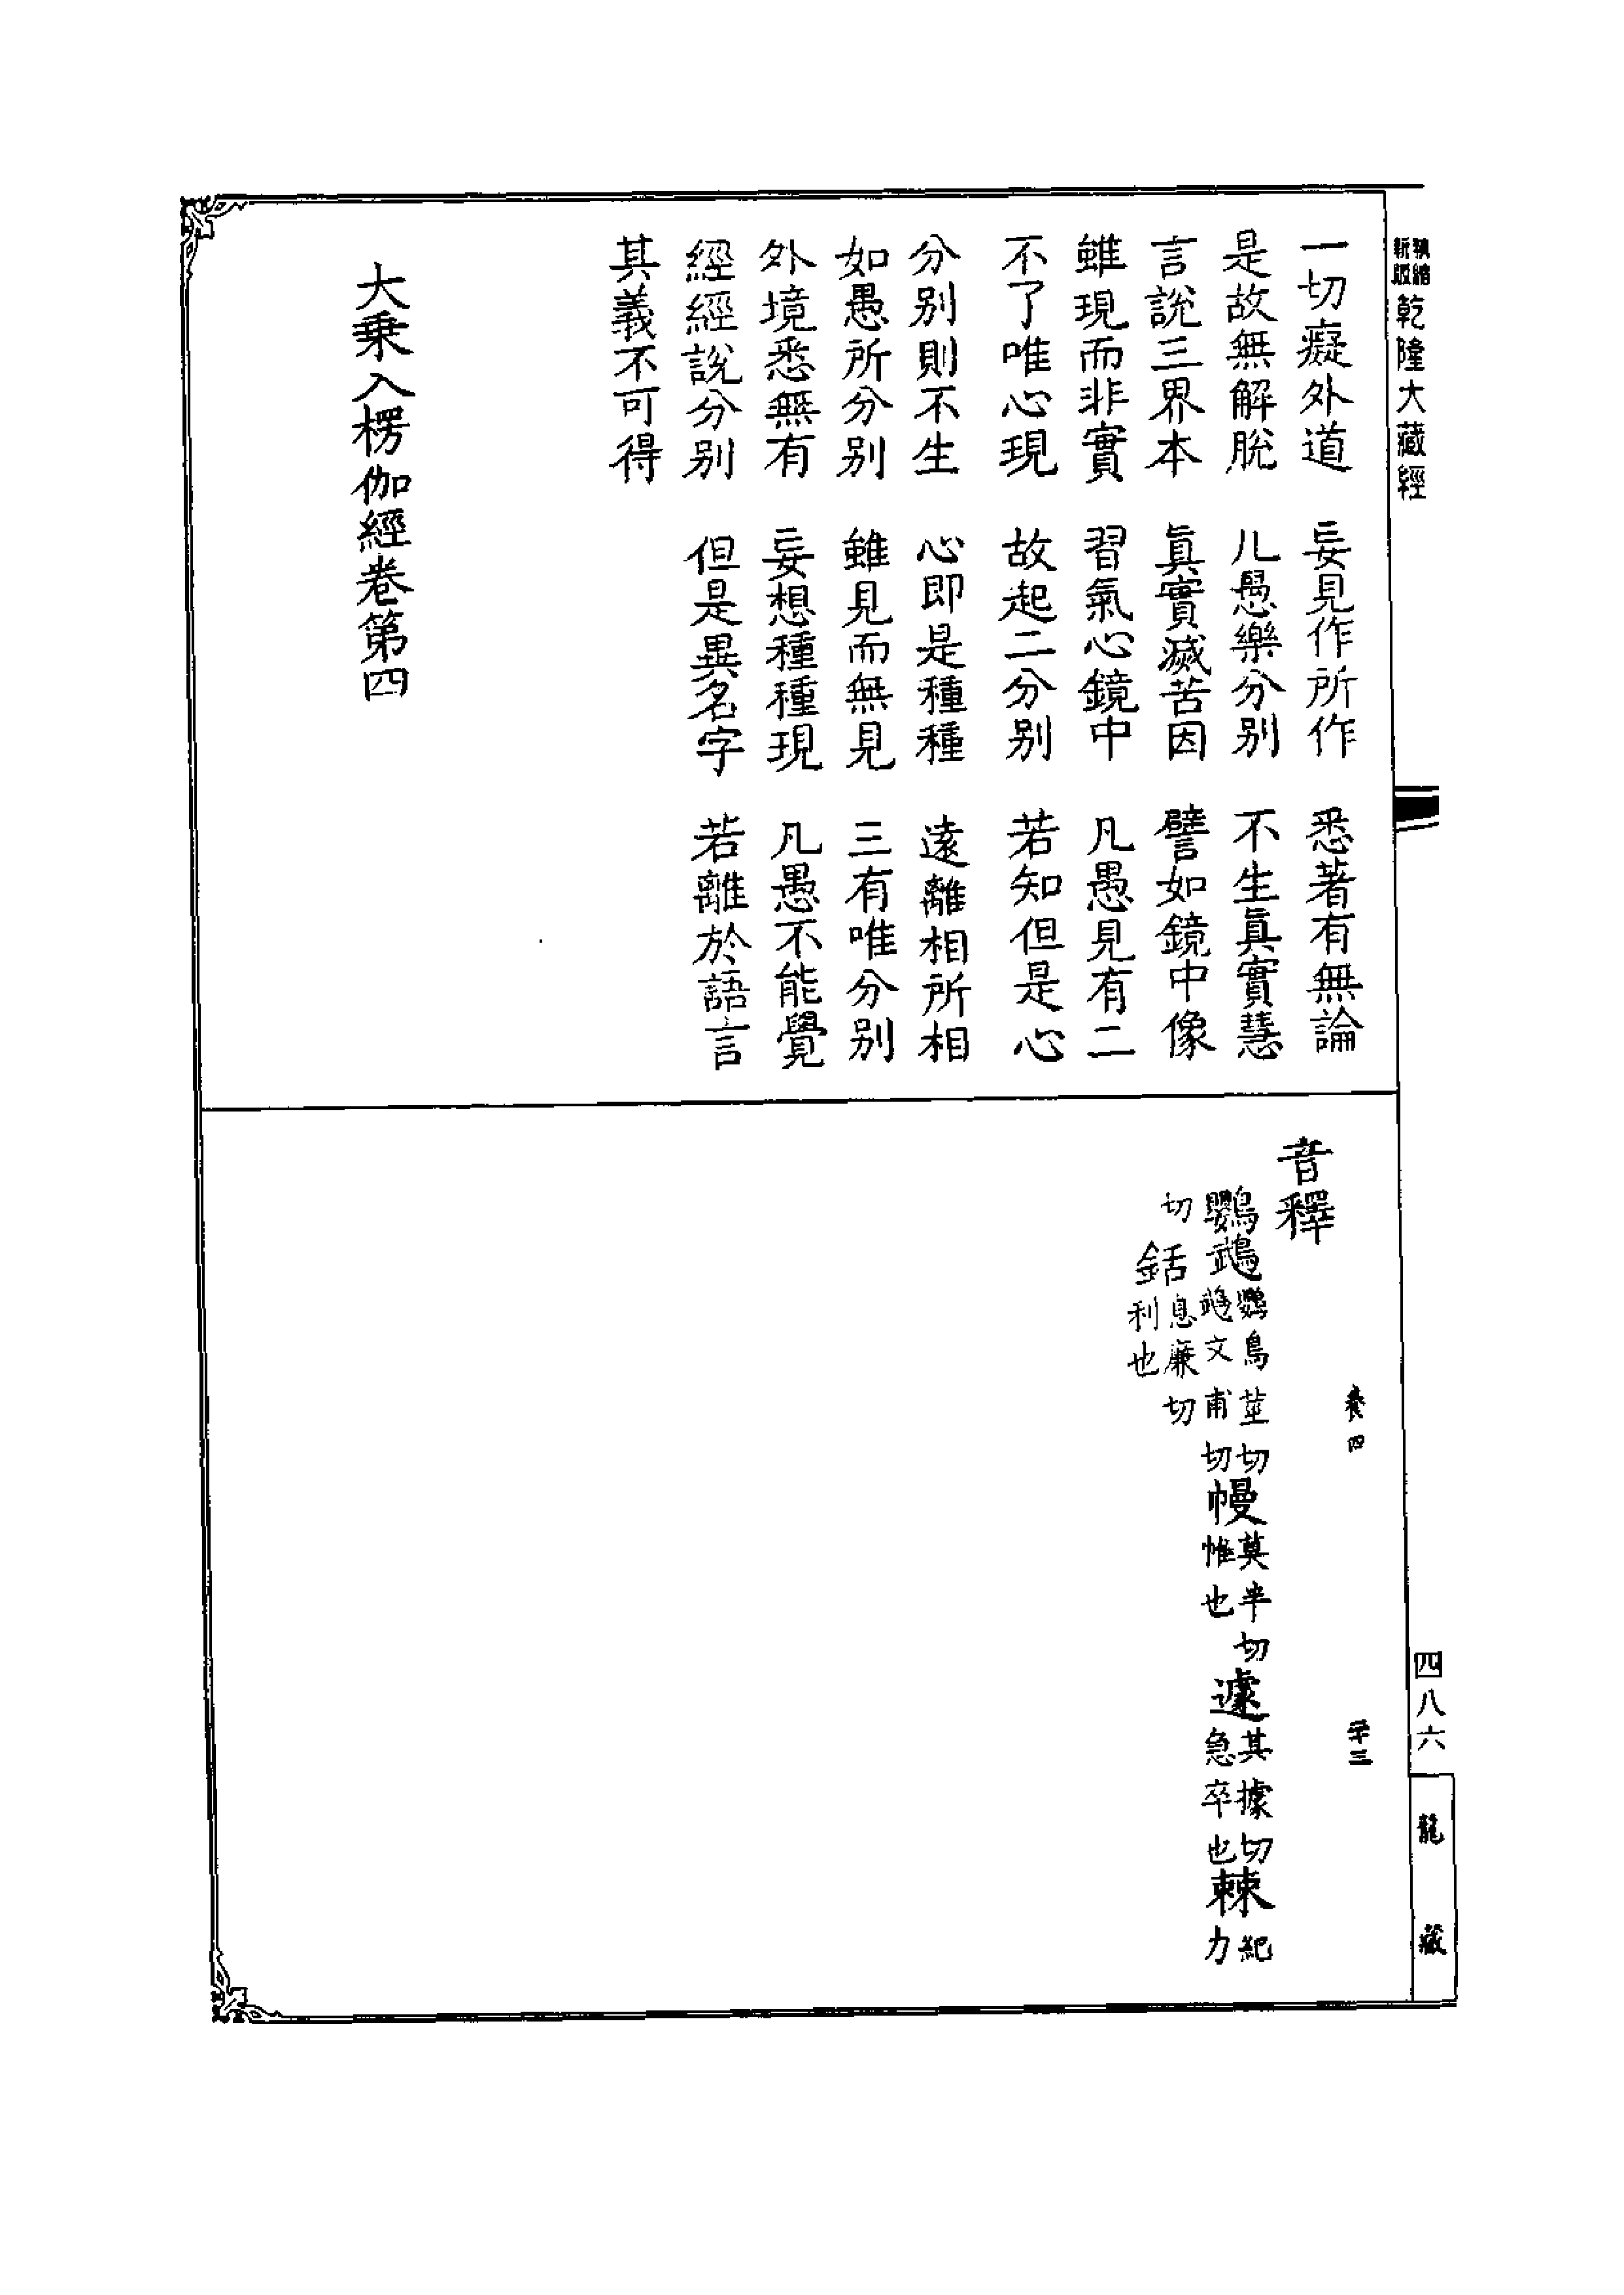 新版 精縮 乾隆大藏經
一切癡外道 妄見作所作 悉著有無論
是故無解脫 凡愚樂分別 不生眞實慧
言說三界本 眞實滅苦因 譬如鏡中像
雖現而非實 習氣心鏡中 凡愚見有二
不了唯心現 故起二分別 若知但是心
分別則不生 心即是種種 遠離相所相
如愚所分別 雖見而無見 三有唯分別
外境悉無有 妄想種種現 凡愚不能覺
經經說分別 但是異名字 若離於語言
其義不可得
大乗入楞伽經卷第四
卷四
二十三
音釋
鸚鵡 鸚烏莖切 鵡文甫切 幔 莫半切 帷也 遽 其據切 急卒也 棘 紀力
切 銛 息廉切 利也
四八六
龍藏